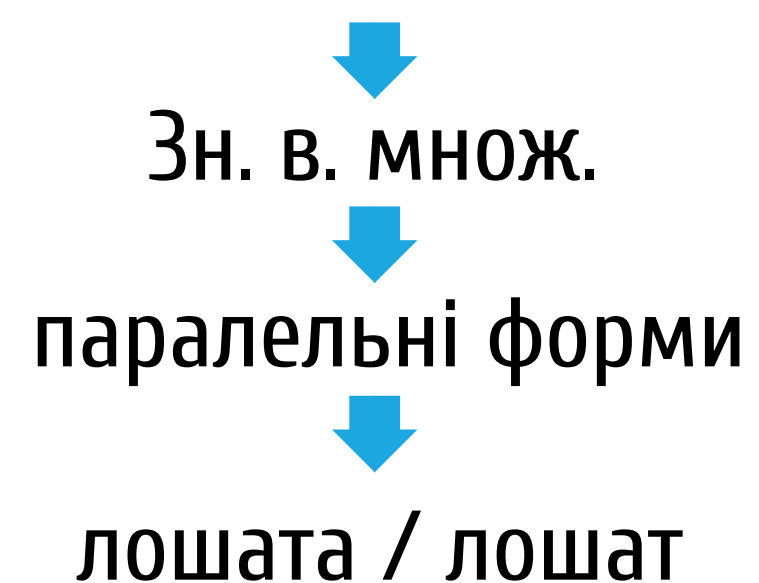 Зн. в. множ.
паралельні форми
лошата / лошат